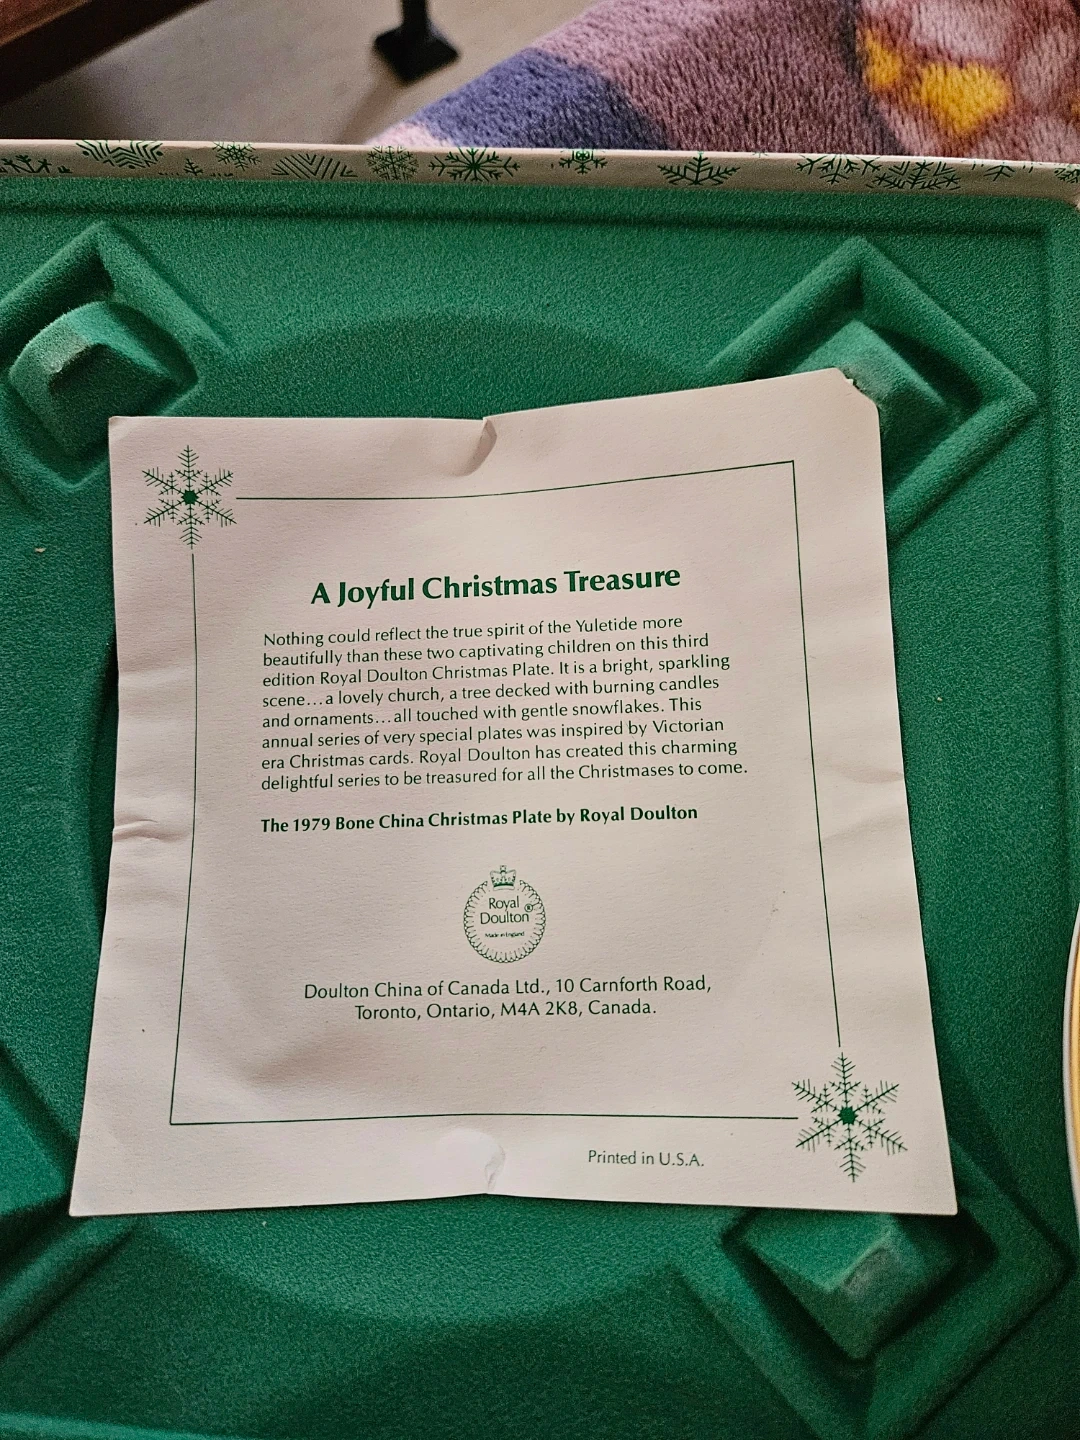 A Joyful Christmas Treasure
Nothing could reflect the true spirit of the Yuletide more
beautifully than these two captivating children on this third
edition Royal Doulton Christmas Plate. It is a bright, sparkling
scene...a lovely church, a tree decked with burning candles
and ornaments...all touched with gentle snowflakes. This
annual series of very special plates was inspired by Victorian
era Christmas cards. Royal Doulton has created this charming
delightful series to be treasured for all the Christmases to come.
The 1979 Bone China Christmas Plate by Royal Doulton
Royal
Doulton®
Made in England
Doulton China of Canada Ltd., 10 Carnforth Road,
Toronto, Ontario, M4A 2K8, Canada.
Printed in U.S.A.